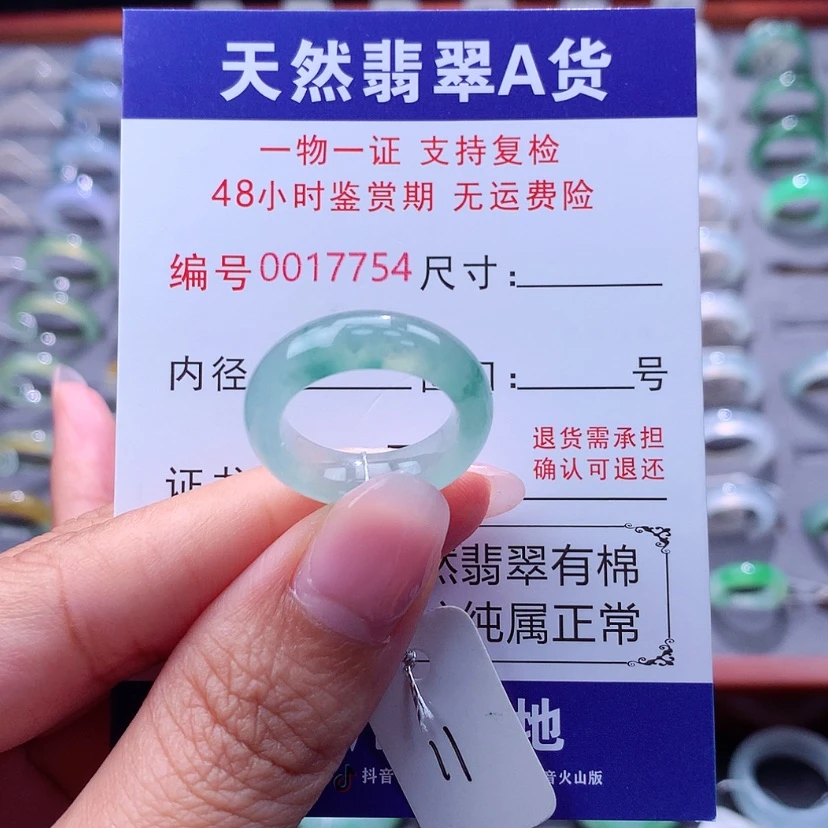 天然翡翠A货
一物一证 支持复检
48小时鉴赏期 无运费险
编号0017754尺寸:
内径 号
退货需承担
确认可退还
证
翡翠有棉
纯属正常
地
抖音 音火山版
11